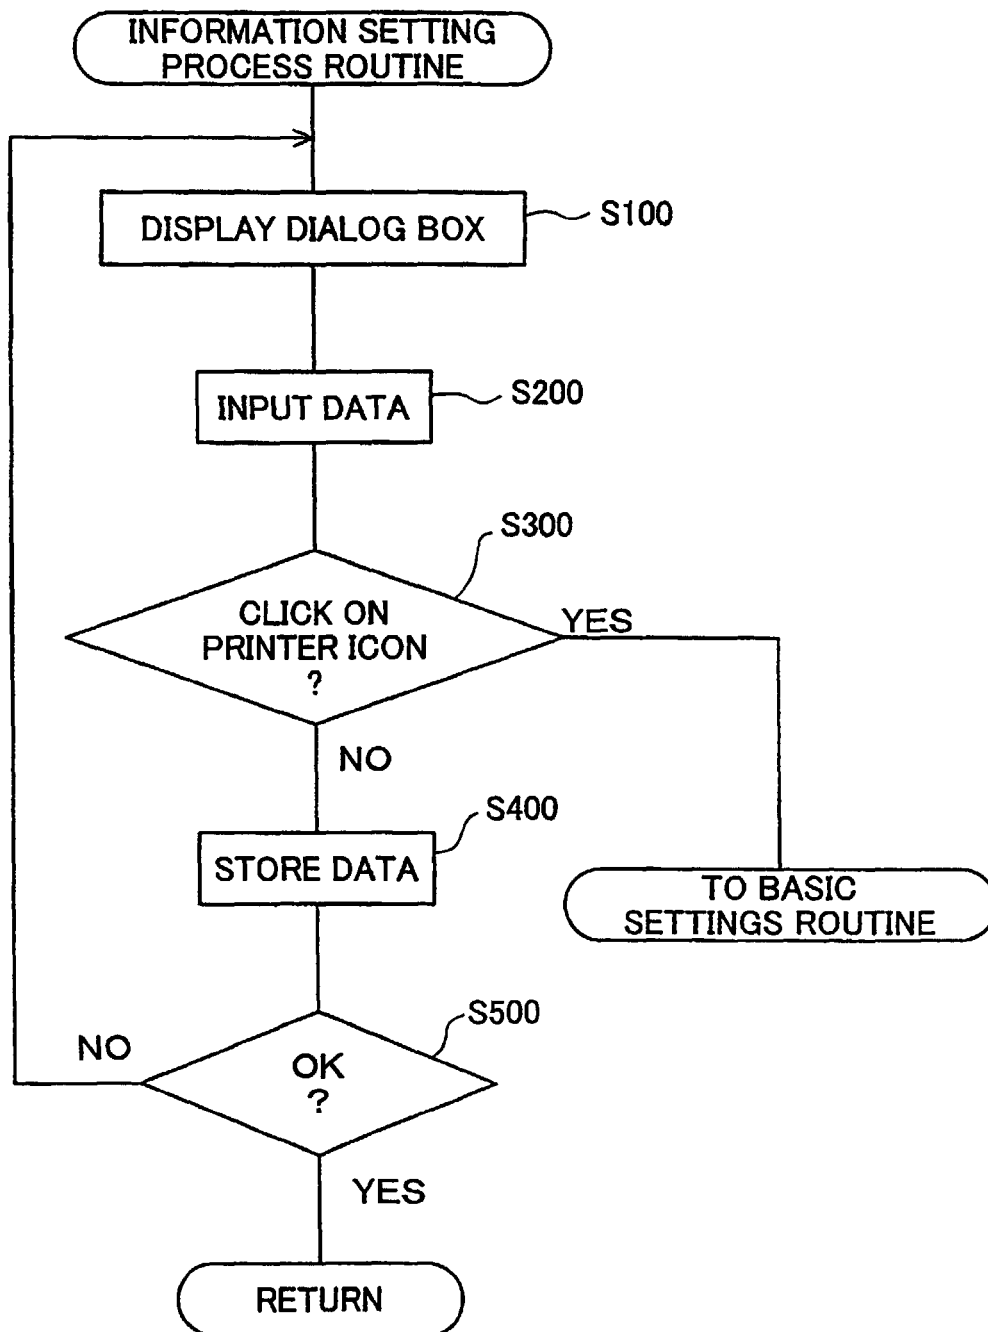 INFORMATION SETTING
PROCESS ROUTINE
DISPLAY DIALOG BOX
S100
INPUT DATA
S200
S300
CLICK ON
PRINTER ICON
?
YES
NO
S400
STORE DATA
TO BASIC
SETTINGS ROUTINE
S500
NO
OK
?
YES
RETURN